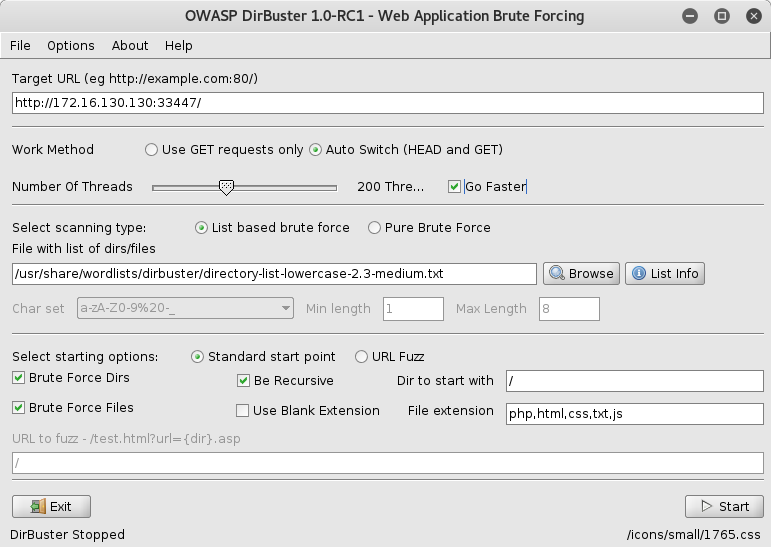 OWASP DirBuster 1.0-RC1 - Web Application Brute Forcing
File Options About Help
Target URL (eg http://example.com:80/)
http://172.16.130.130:33447/
Work Method Use GET requests only Auto Switch (HEAD and GET)
Number Of Threads 200 Thre... Go Faster
Select scanning type: List based brute force Pure Brute Force
File with list of dirs/files
/usr/share/wordlists/dirbuster/directory-list-lowercase-2.3-medium.txt Browse List Info
Char set a-zA-Z0-9%20-_ Min length 1 Max Length 8
Select starting options: Standard start point URL Fuzz
Brute Force Dirs Be Recursive Dir to start with /
Brute Force Files Use Blank Extension File extension php,html,css,txt,js
URL to fuzz - /test.html?url={dir}.asp
/
Exit Start
DirBuster Stopped /icons/small/1765.css